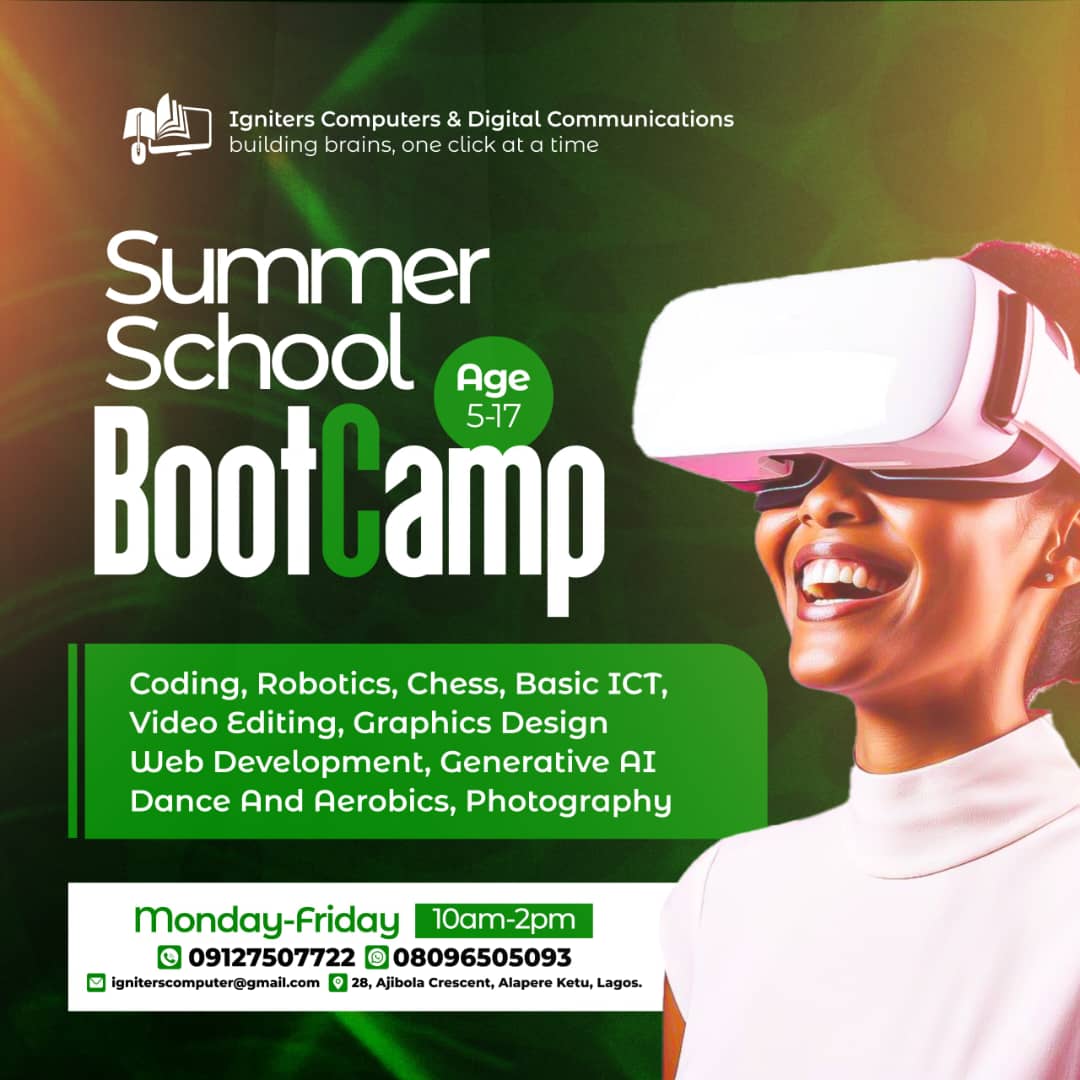 Igniters Computers & Digital Communications
building brains, one click at a time
Summer
School
Age
5-17
BootCamp
Coding, Robotics, Chess, Basic ICT,
Video Editing, Graphics Design
Web Development, Generative AI
Dance And Aerobics, Photography
Monday-Friday 10am-2pm
09127507722 08096505093
igniterscomputer@gmail.com 28, Ajibola Crescent, Alapere Ketu, Lagos.